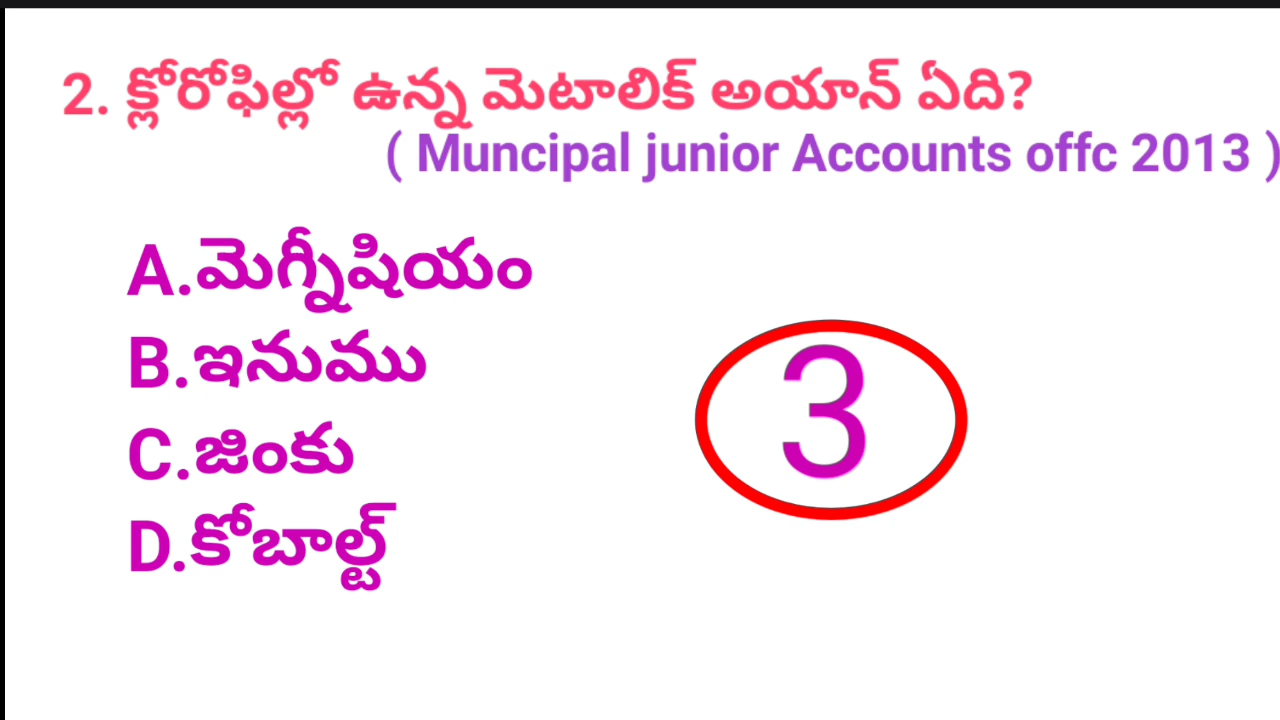 2. క్లోరోఫిల్లో ఉన్న మెటాలిక్ అయాన్ ఏది?
( Muncipal junior Accounts offc 2013 )
A.మెగ్నీషియం
B.ఇనుము
C.జింకు
D.కోబాల్ట్
3